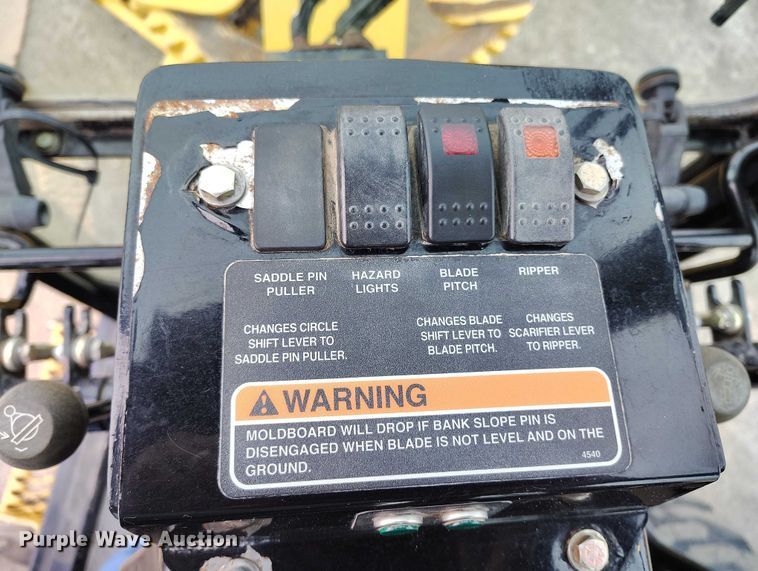 SADDLE PIN PULLER
HAZARD LIGHTS
BLADE PITCH
RIPPER
CHANGES CIRCLE
SHIFT LEVER TO
SADDLE PIN PULLER.
CHANGES BLADE
SHIFT LEVER TO
BLADE PITCH.
CHANGES
SCARIFIER LEVER
TO RIPPER.
WARNING
MOLDBOARD WILL DROP IF BANK SLOPE PIN IS
DISENGAGED WHEN BLADE IS NOT LEVEL AND ON THE
GROUND.
4540
Purple Wave Auction